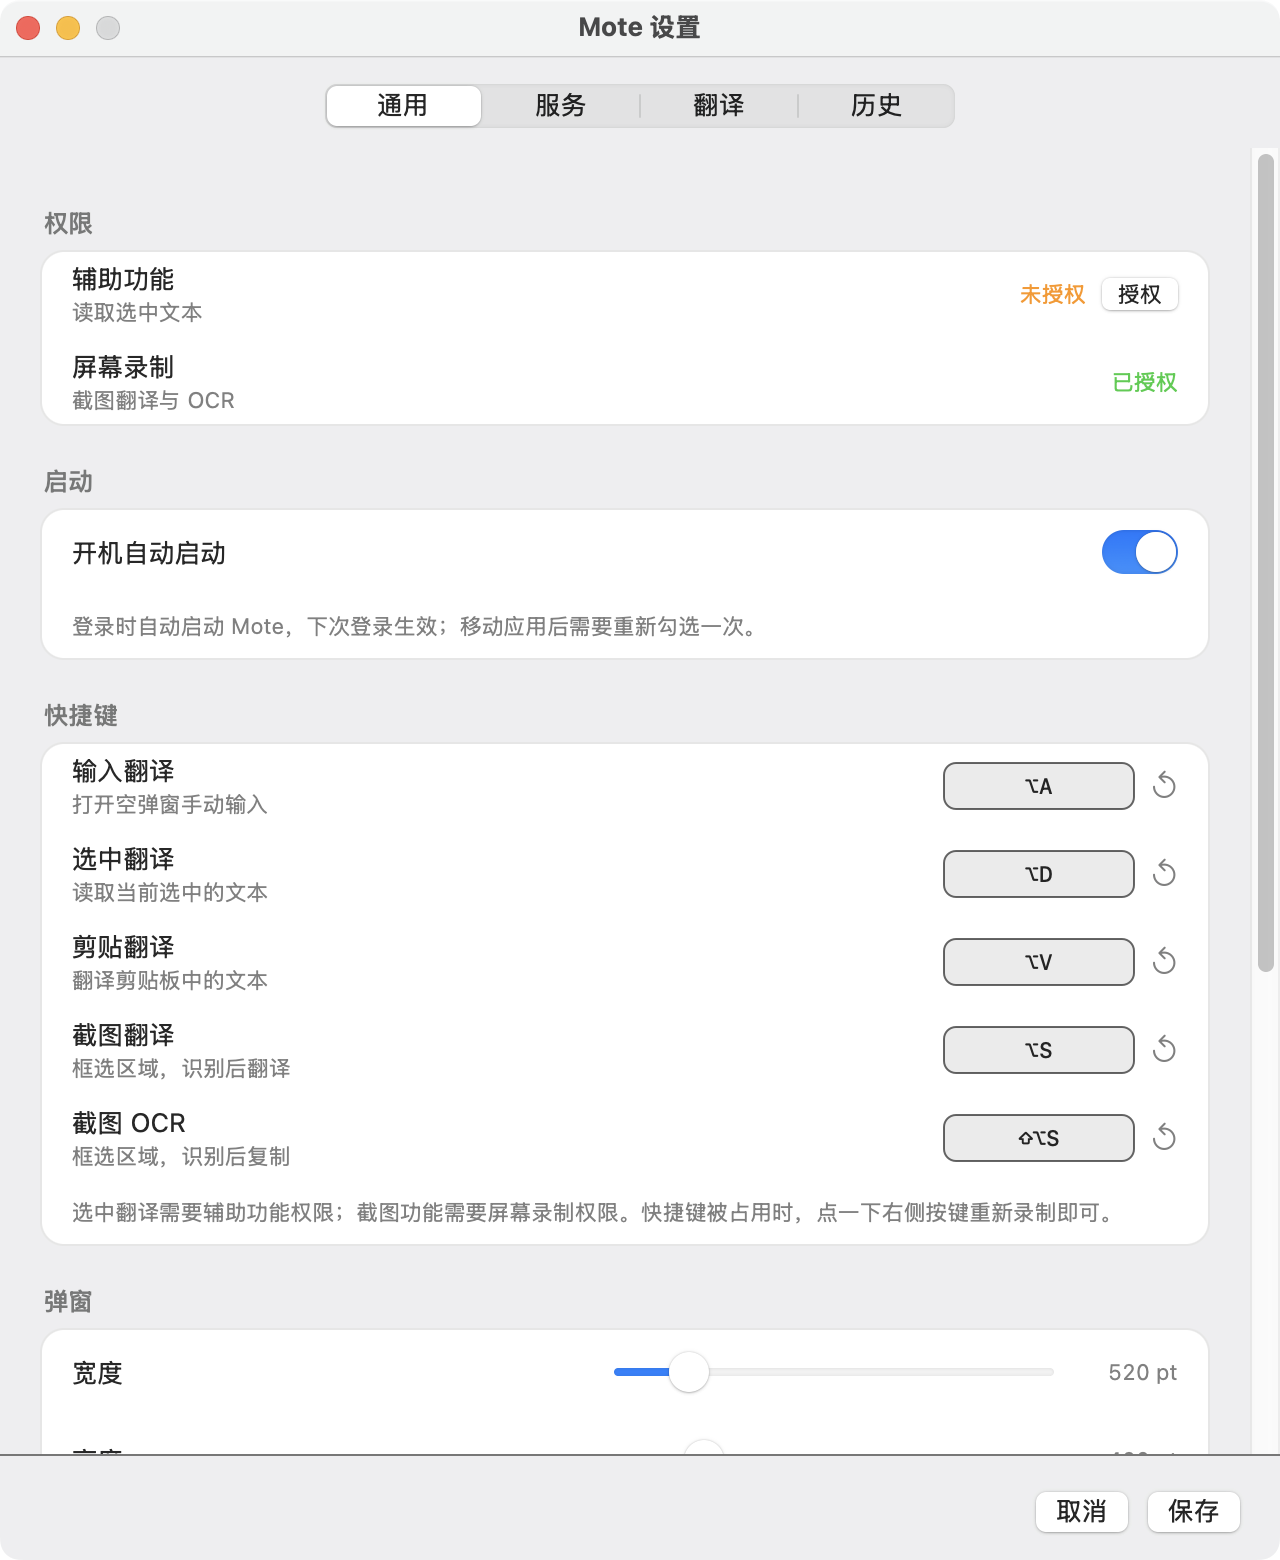 Mote 设置
通用
服务
翻译
历史
权限
辅助功能
读取选中文本
未授权
授权
屏幕录制
截图翻译与 OCR
已授权
启动
开机自动启动
登录时自动启动 Mote，下次登录生效；移动应用后需要重新勾选一次。
快捷键
输入翻译
打开空弹窗手动输入
⌥A
选中翻译
读取当前选中的文本
⌥D
剪贴翻译
翻译剪贴板中的文本
⌥V
截图翻译
框选区域，识别后翻译
⌥S
截图 OCR
框选区域，识别后复制
⇧⌥S
选中翻译需要辅助功能权限；截图功能需要屏幕录制权限。快捷键被占用时，点一下右侧按键重新录制即可。
弹窗
宽度
520 pt
取消
保存